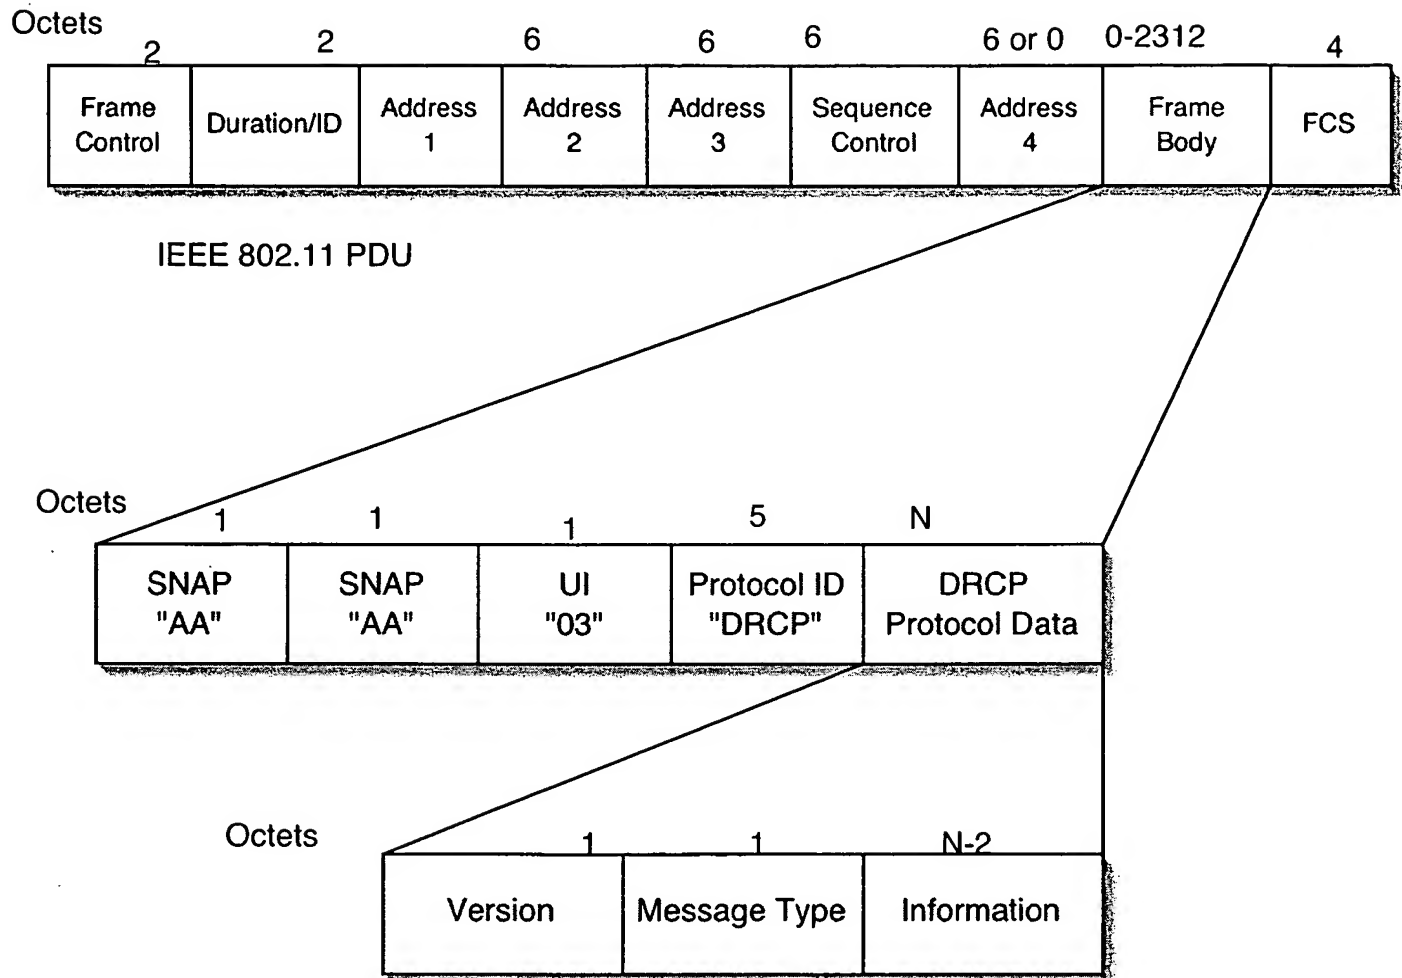 Octets
2 2 6 6 6 6 or 0 0-2312 4
Frame Control Duration/ID Address 1 Address 2 Address 3 Sequence Control Address 4 Frame Body FCS
IEEE 802.11 PDU
Octets
1 1 1 5 N
SNAP SNAP UI Protocol ID DRCP
"AA" "AA" "03" "DRCP" Protocol Data
Octets
1 1 N-2
Version Message Type Information